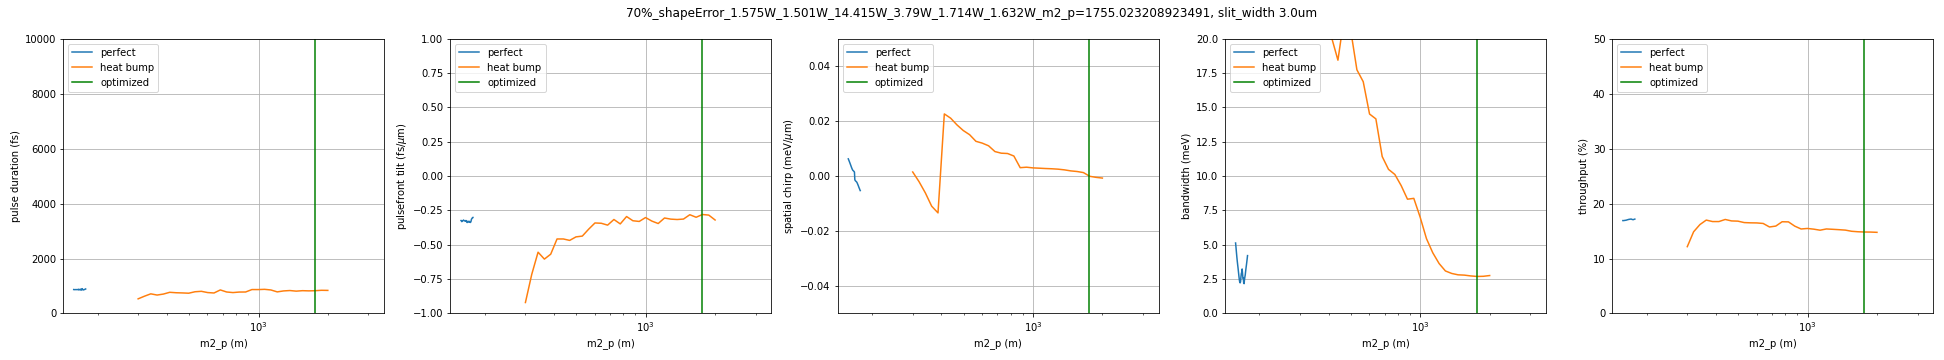 70%_shapeError_1.575W_1.501W_14.415W_3.79W_1.714W_1.632W_m2_p=1755.023208923491, slit_width 3.0um
pulse duration (fs)
10000
8000
6000
4000
2000
0
perfect
heat bump
optimized
10³
m2_p (m)
pulsefront tilt (fs/μm)
1.00
0.75
0.50
0.25
0.00
−0.25
−0.50
−0.75
−1.00
perfect
heat bump
optimized
10³
m2_p (m)
spatial chirp (meV/μm)
0.04
0.02
0.00
−0.02
−0.04
perfect
heat bump
optimized
10³
m2_p (m)
bandwidth (meV)
20.0
17.5
15.0
12.5
10.0
7.5
5.0
2.5
0.0
perfect
heat bump
optimized
10³
m2_p (m)
throughput (%)
50
40
30
20
10
0
perfect
heat bump
optimized
10³
m2_p (m)